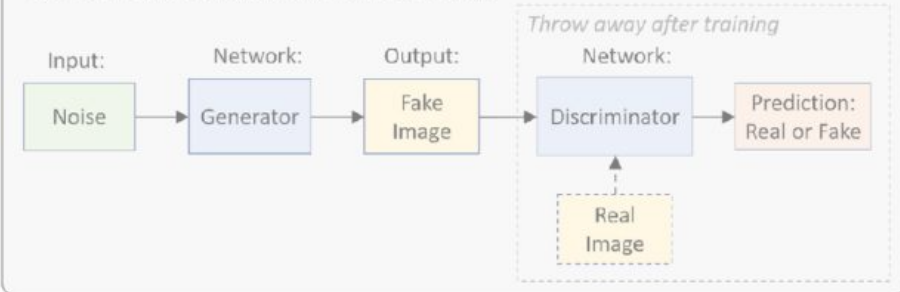 Throw away after training
Input:
Network:
Output:
Network:
Noise
Generator
Fake
Image
Discriminator
Prediction:
Real or Fake
Real
Image